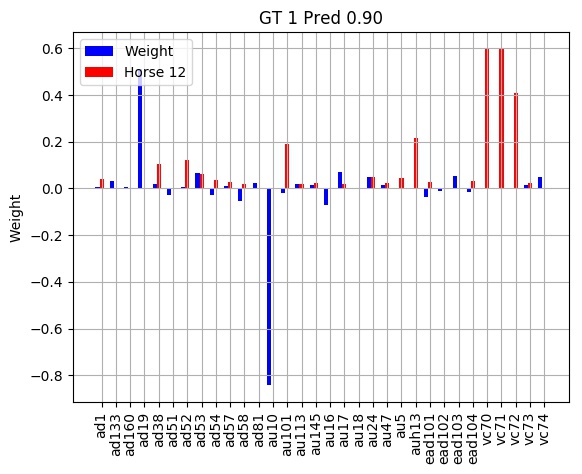 GT 1 Pred 0.90
Weight
Horse 12
Weight
0.6
0.4
0.2
0.0
−0.2
−0.4
−0.6
−0.8
ad1
ad133
ad160
ad19
ad38
ad51
ad52
ad53
ad54
ad57
ad58
ad81
au10
au101
au113
au145
au16
au17
au18
au24
au47
au5
auh13
ead101
ead102
ead103
ead104
vc70
vc71
vc72
vc73
vc74